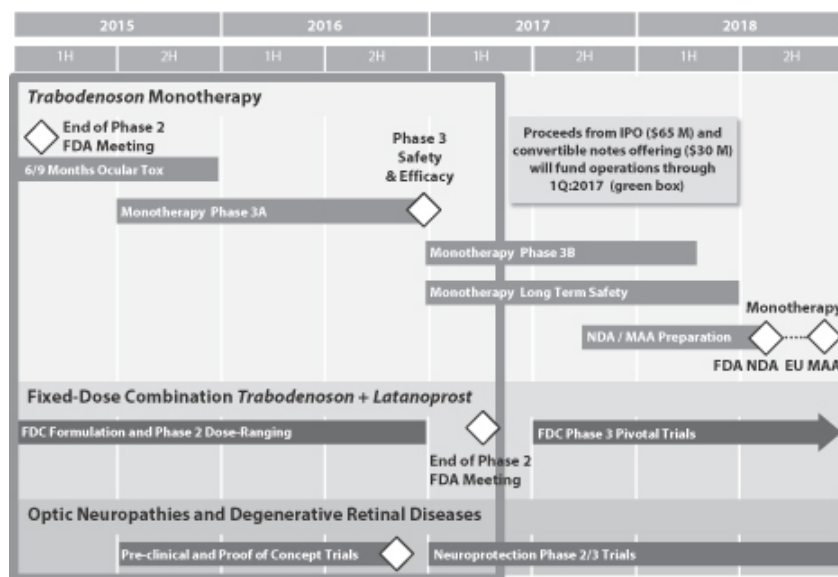 2015 2016 2017 2018
1H 2H 1H 2H 1H 2H 1H 2H
Trabodenoson Monotherapy
End of Phase 2
FDA Meeting
6/9 Months Ocular Tox
Phase 3
Safety
& Efficacy
Proceeds from IPO ($65 M) and
convertible notes offering ($30 M)
will fund operations through
1Q:2017 (green box)
Monotherapy Phase 3A
Monotherapy Phase 3B
Monotherapy Long Term Safety
Monotherapy
NDA / MAA Preparation
FDA NDA EU MAA
Fixed-Dose Combination Trabodenoson + Latanoprost
FDC Formulation and Phase 2 Dose-Ranging
End of Phase 2
FDA Meeting
FDC Phase 3 Pivotal Trials
Optic Neuropathies and Degenerative Retinal Diseases
Pre-clinical and Proof of Concept Trials
Neuroprotection Phase 2/3 Trials